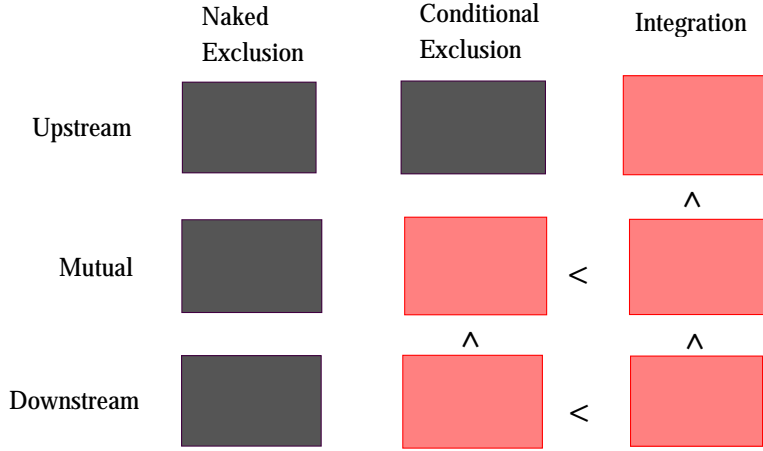 Naked
Exclusion
Conditional
Exclusion
Integration
Upstream
^
Mutual
<
^
^
Downstream
<